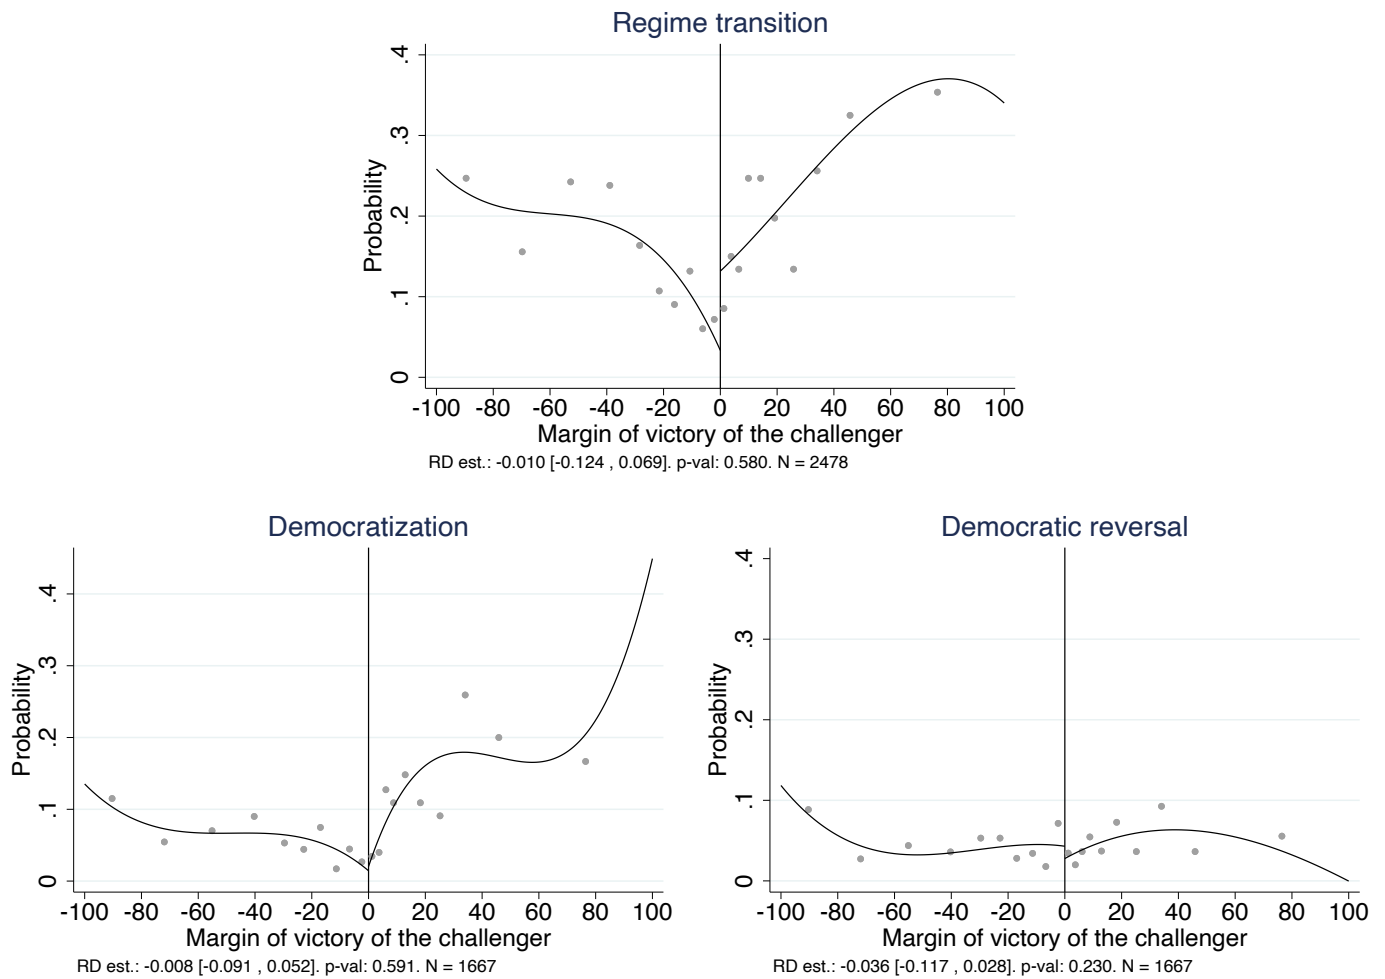 Regime transition
Probability
.4
.3
.2
.1
0
-100 -80 -60 -40 -20 0 20 40 60 80 100
Margin of victory of the challenger
RD est.: -0.010 [-0.124 , 0.069]. p-val: 0.580. N = 2478
Democratization
Probability
.4
.3
.2
.1
0
-100 -80 -60 -40 -20 0 20 40 60 80 100
Margin of victory of the challenger
RD est.: -0.008 [-0.091 , 0.052]. p-val: 0.591. N = 1667
Democratic reversal
Probability
.4
.3
.2
.1
0
-100 -80 -60 -40 -20 0 20 40 60 80 100
Margin of victory of the challenger
RD est.: -0.036 [-0.117 , 0.028]. p-val: 0.230. N = 1667